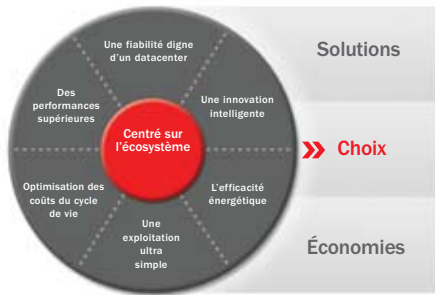 Une fiabilité digne
d'un datacenter
Une innovation
intelligente
L'efficacité
énergétique
Une
exploitation
ultra
simple
Optimisation des
coûts du cycle
de vie
Des
performances
supérieures
Centré sur
l'écosystème
Solutions
Choix
Économies